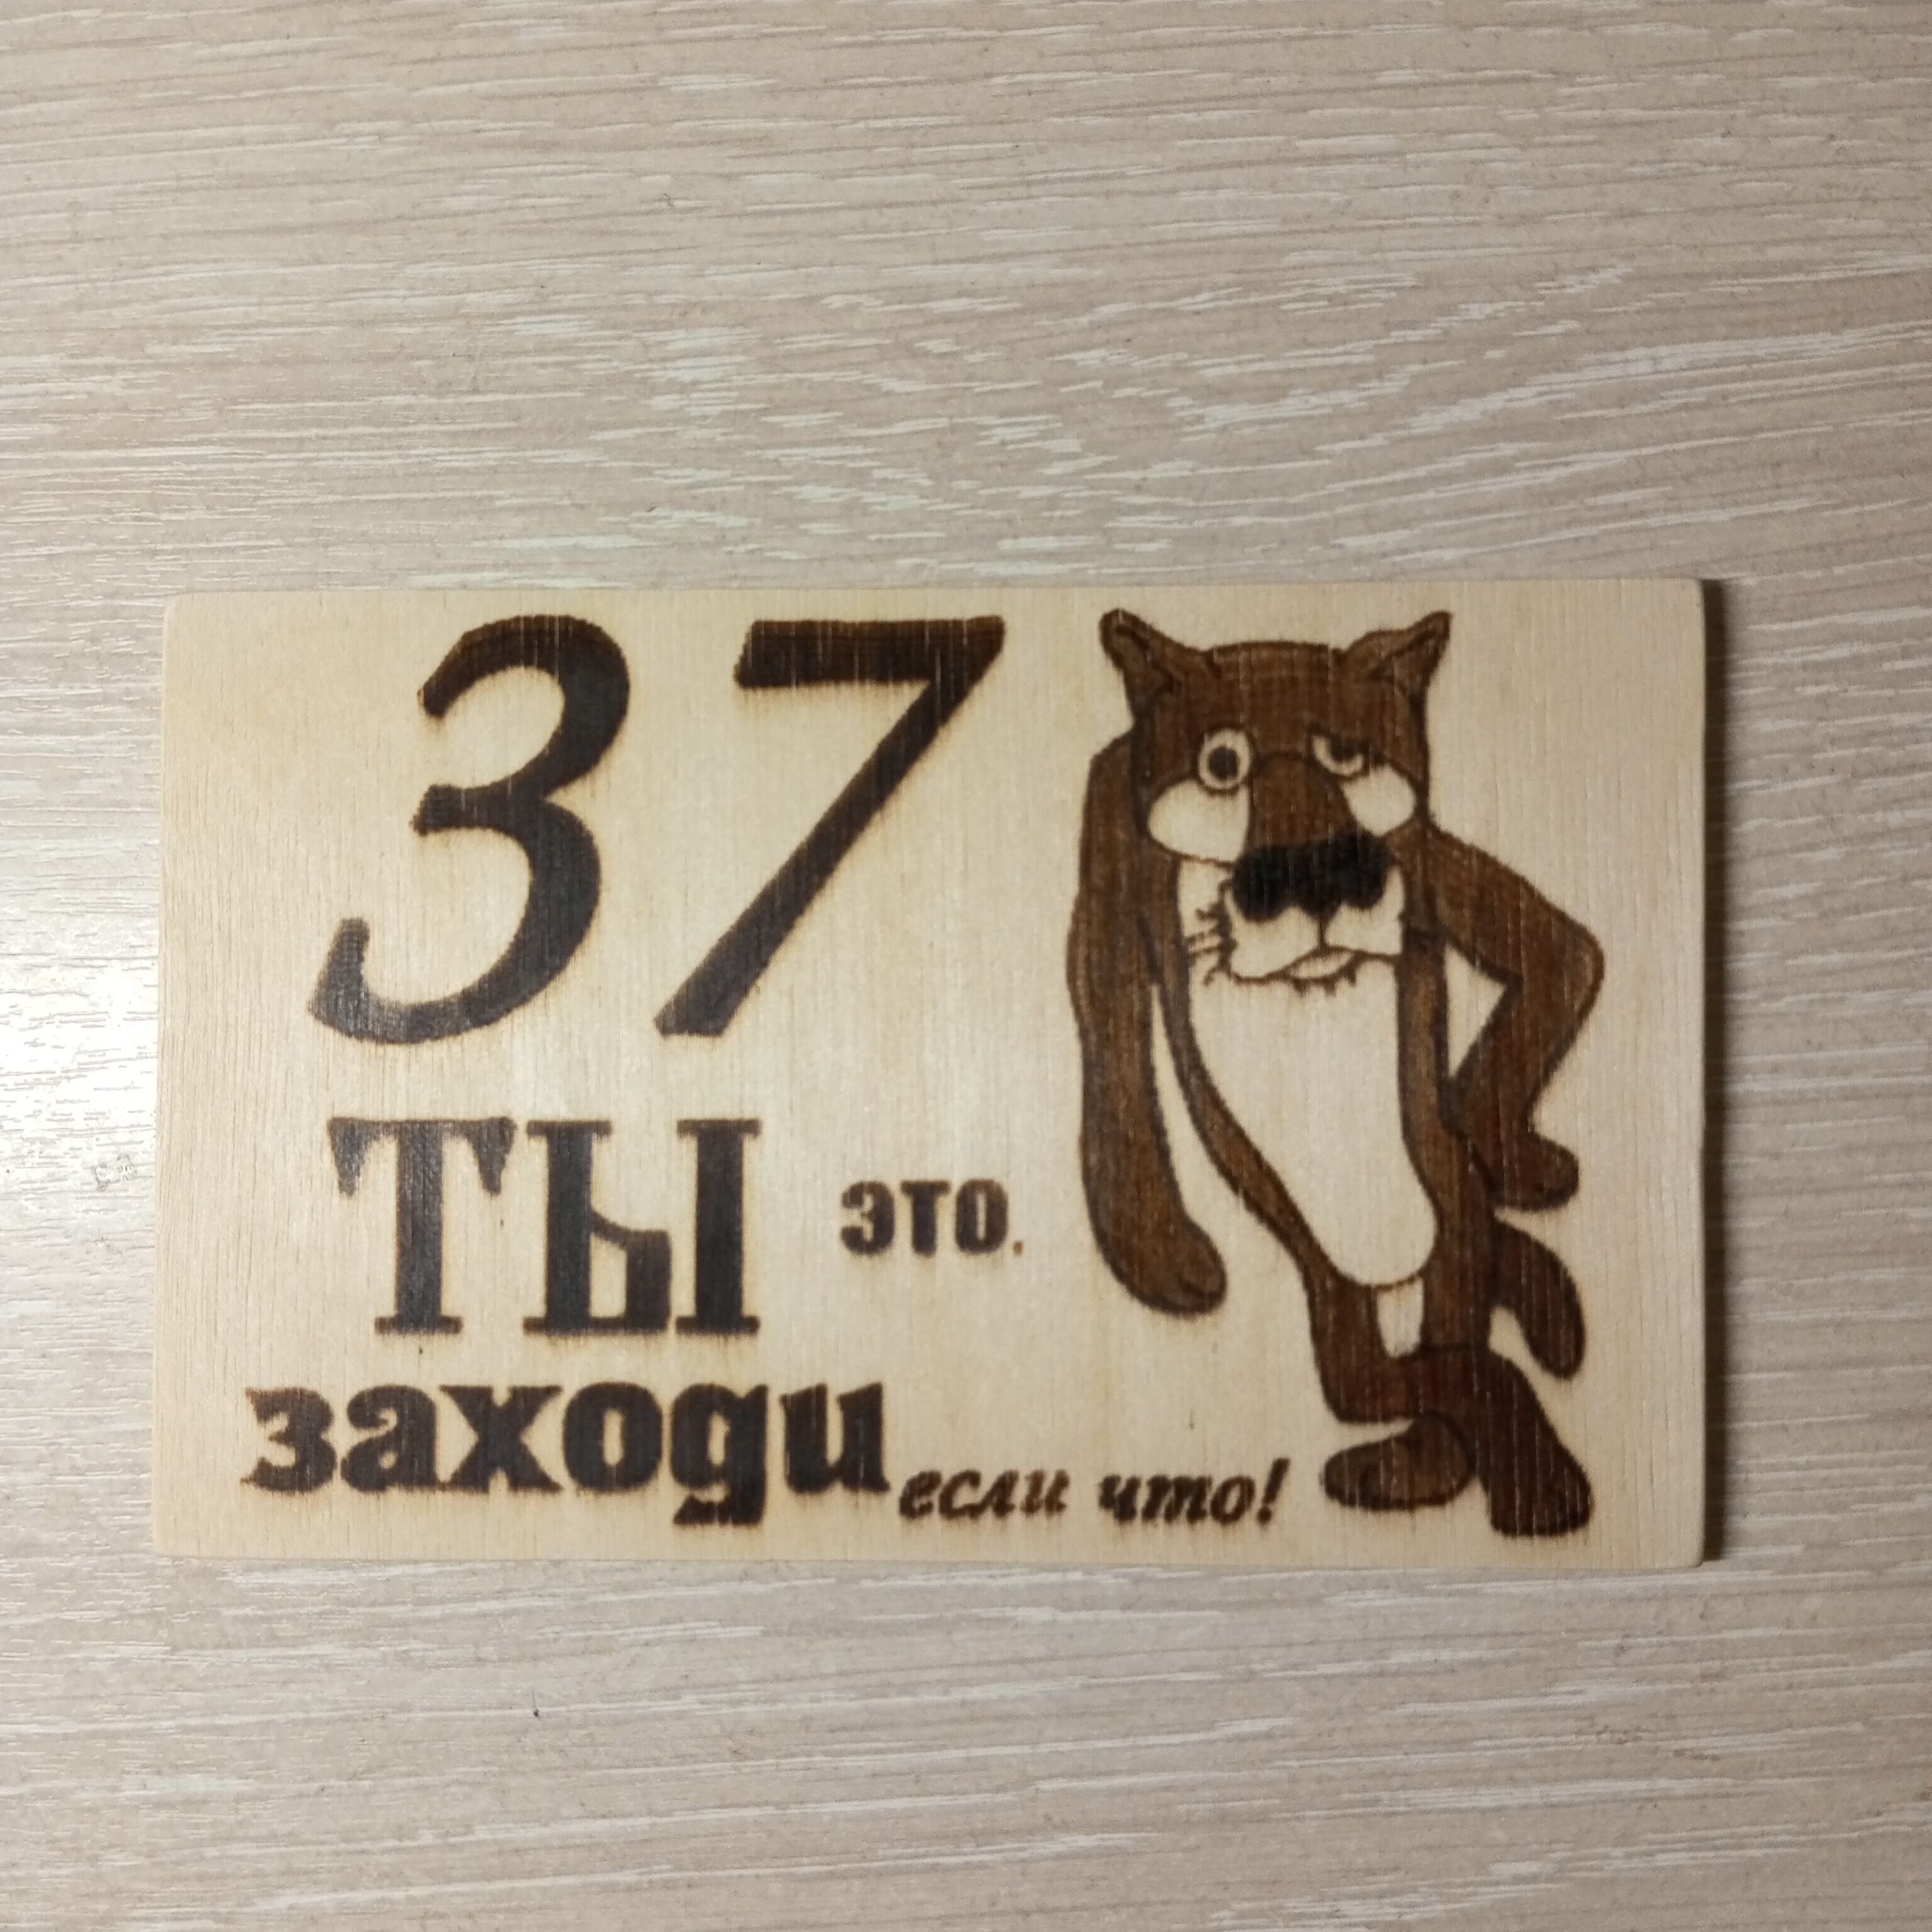 37
ТЫ это.
заходи если что!